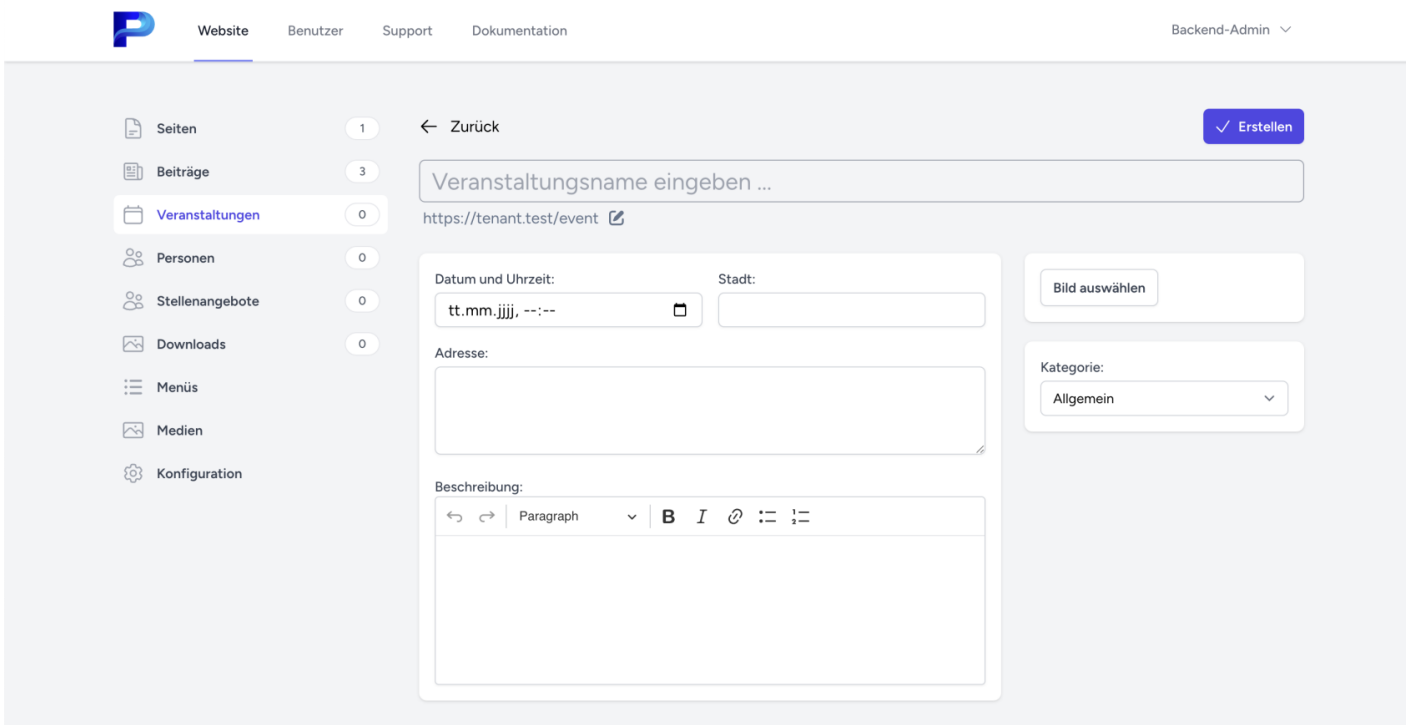 Website Benutzer Support Dokumentation Backend-Admin
Seiten 1
Beiträge 3
Veranstaltungen 0
Personen 0
Stellenangebote 0
Downloads 0
Menüs
Medien
Konfiguration
Zurück Erstellen
Veranstaltungsname eingeben ...
https://tenant.test/event
Datum und Uhrzeit: Stadt:
tt.mm.jjjj, --:--
Adresse:
Beschreibung:
Paragraph B I
Bild auswählen
Kategorie:
Allgemein